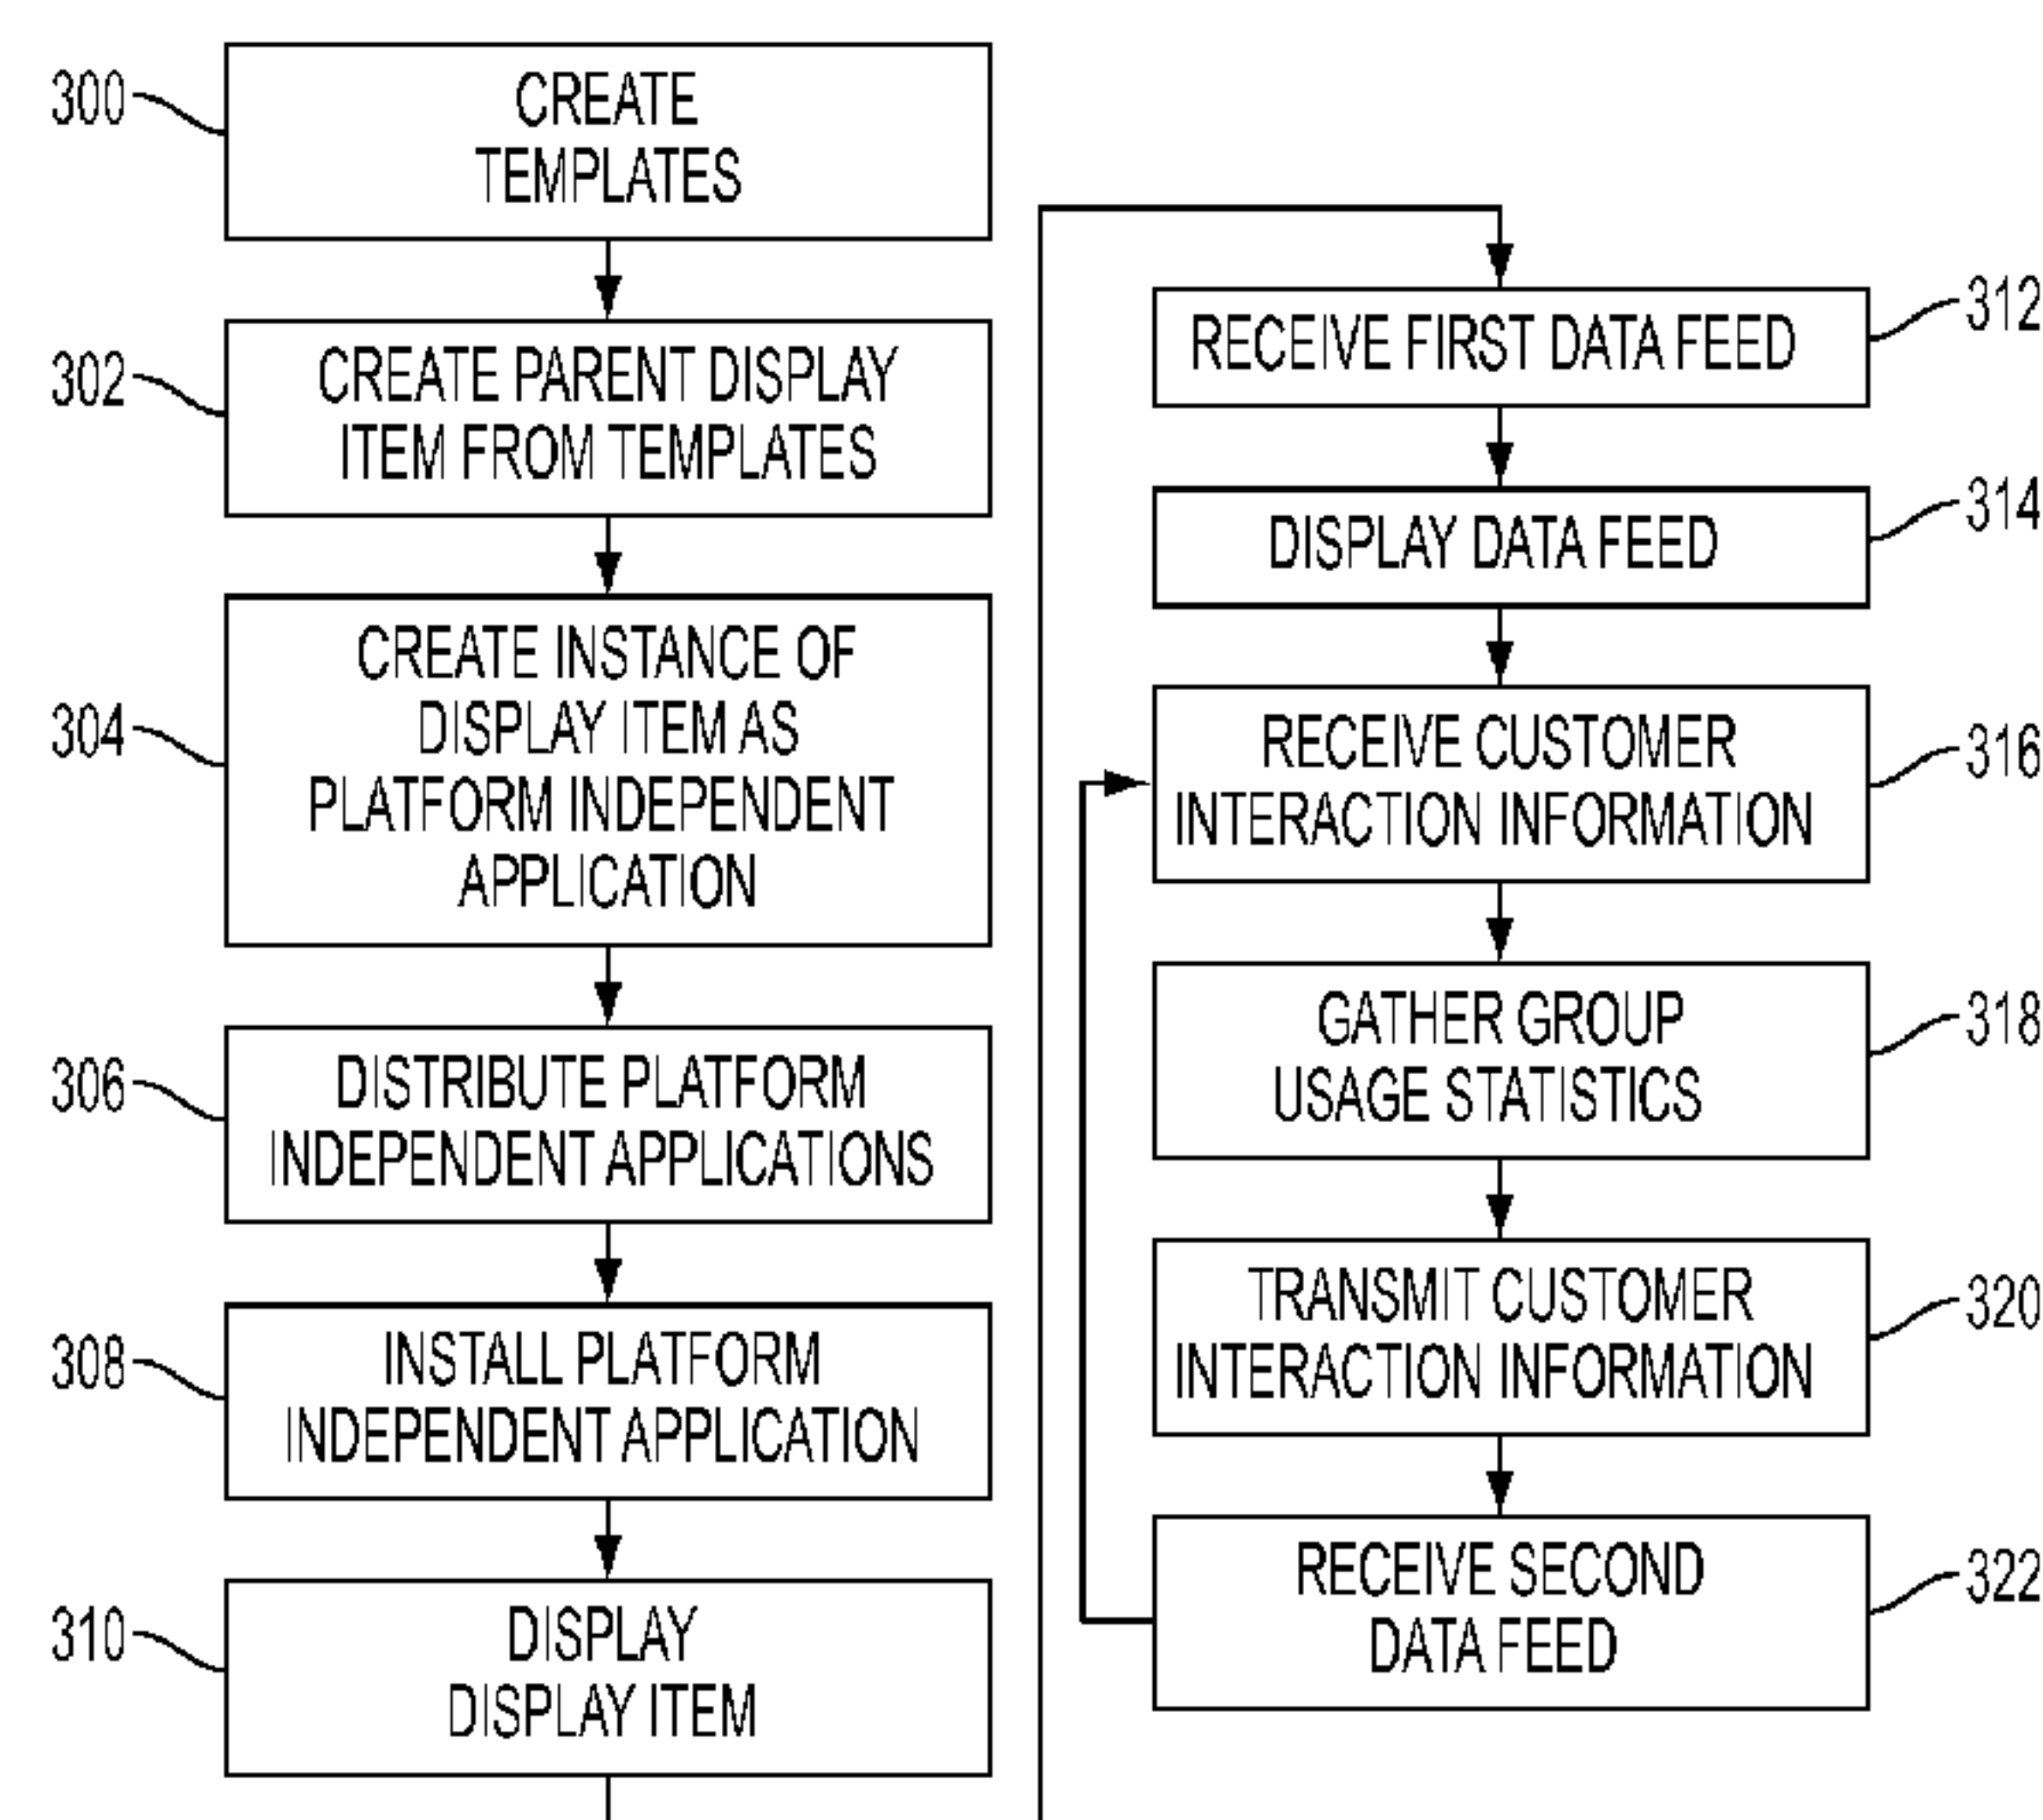 300
CREATE
TEMPLATES
302
CREATE PARENT DISPLAY
ITEM FROM TEMPLATES
304
CREATE INSTANCE OF
DISPLAY ITEM AS
PLATFORM INDEPENDENT
APPLICATION
306
DISTRIBUTE PLATFORM
INDEPENDENT APPLICATIONS
308
INSTALL PLATFORM
INDEPENDENT APPLICATION
310
DISPLAY
DISPLAY ITEM
RECEIVE FIRST DATA FEED
312
DISPLAY DATA FEED
314
RECEIVE CUSTOMER
INTERACTION INFORMATION
316
GATHER GROUP
USAGE STATISTICS
318
TRANSMIT CUSTOMER
INTERACTION INFORMATION
320
RECEIVE SECOND
DATA FEED
322